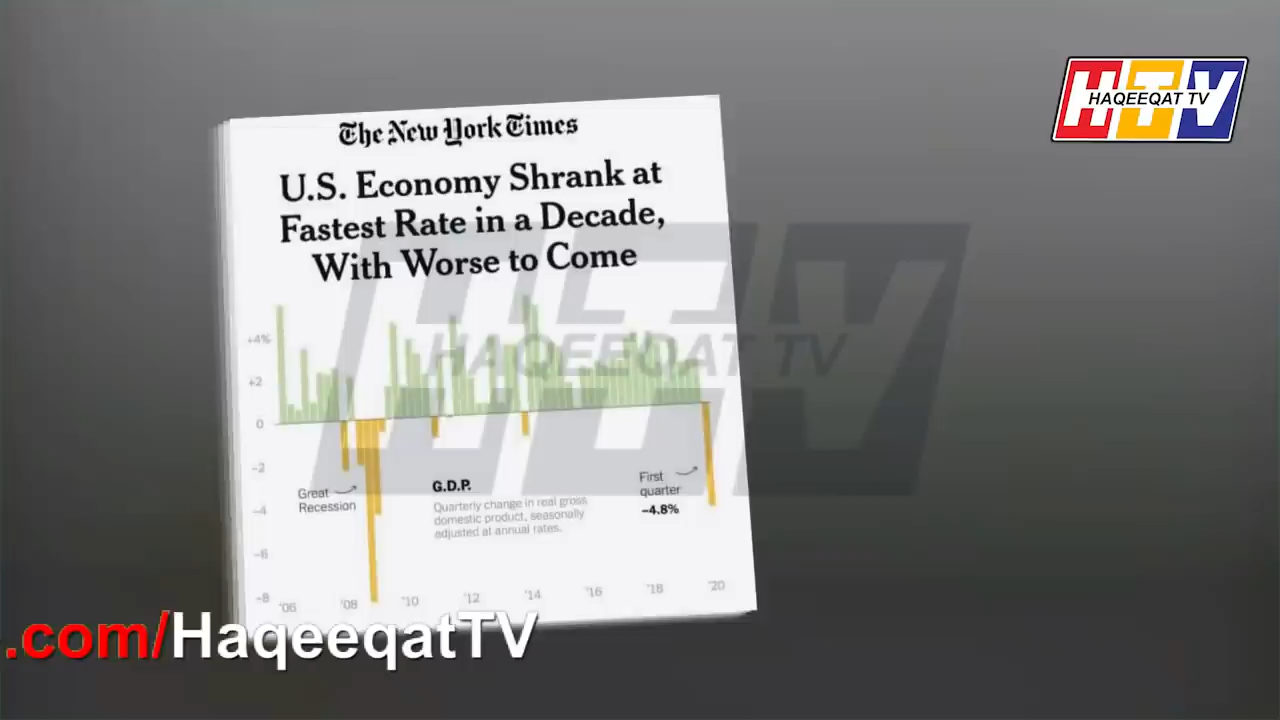 HTV
HAQEEQAT TV
The New York Times
U.S. Economy Shrank at
Fastest Rate in a Decade,
With Worse to Come
HTV
HAQEEQAT TV
+4%
+2
0
-2
-4
-6
-8
Great
Recession
G.D.P.
Quarterly change in real gross
domestic product, seasonally
adjusted at annual rates.
First
quarter
-4.8%
'06 '08 '10 '12 '14 '16 '18 '20
.com/HaqeeqatTV